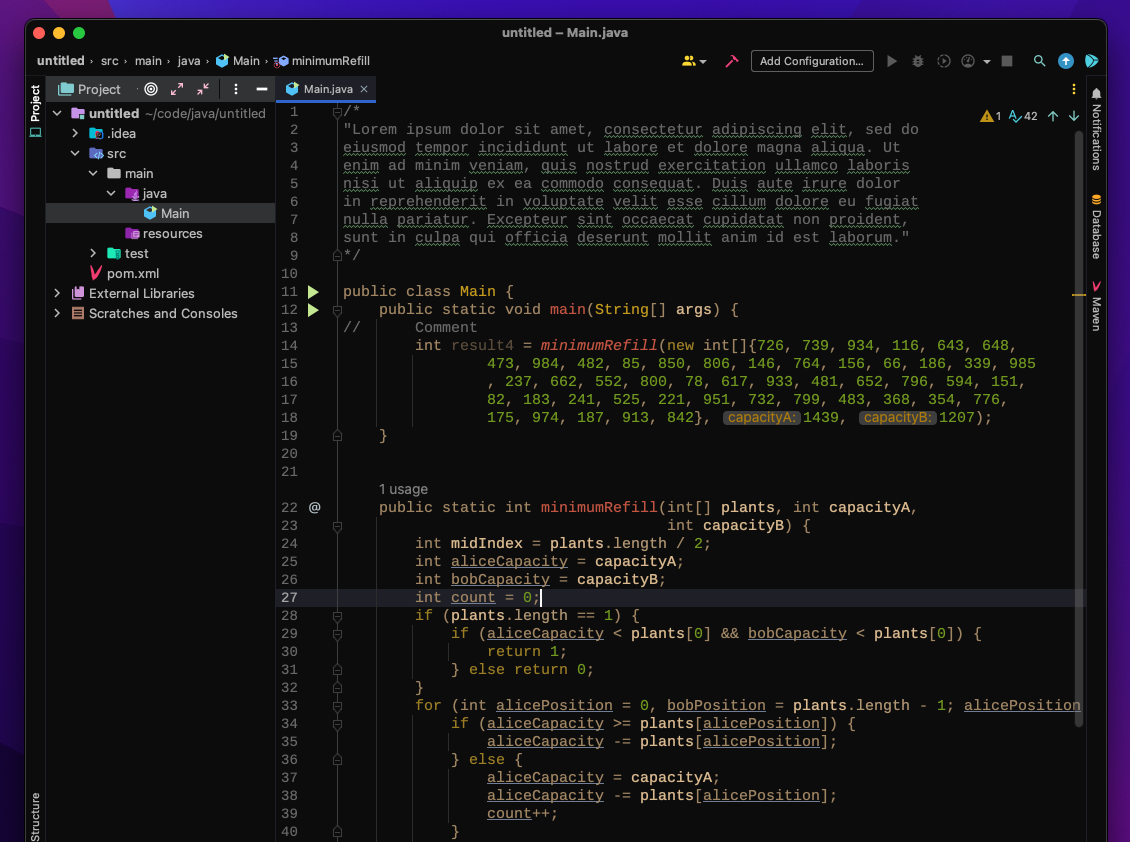 untitled – Main.java
untitled › src › main › java › Main › minimumRefill
Add Configuration...
Project
Project
Main.java ×
untitled ~/code/java/untitled
.idea
src
main
java
Main
resources
test
pom.xml
External Libraries
Scratches and Consoles
Structure
1 42
1 /*
2 "Lorem ipsum dolor sit amet, consectetur adipiscing elit, sed do
3 eiusmod tempor incididunt ut labore et dolore magna aliqua. Ut
4 enim ad minim veniam, quis nostrud exercitation ullamco laboris
5 nisi ut aliquip ex ea commodo consequat. Duis aute irure dolor
6 in reprehenderit in voluptate velit esse cillum dolore eu fugiat
7 nulla pariatur. Excepteur sint occaecat cupidatat non proident,
8 sunt in culpa qui officia deserunt mollit anim id est laborum."
9 */
10
11 public class Main {
12 public static void main(String[] args) {
13 // Comment
14 int result4 = minimumRefill(new int[]{726, 739, 934, 116, 643, 648,
15 473, 984, 482, 85, 850, 806, 146, 764, 156, 66, 186, 339, 985
16 , 237, 662, 552, 800, 78, 617, 933, 481, 652, 796, 594, 151,
17 82, 183, 241, 525, 221, 951, 732, 799, 483, 368, 354, 776,
18 175, 974, 187, 913, 842}, capacityA: 1439, capacityB: 1207);
19 }
20
21
1 usage
22 @ public static int minimumRefill(int[] plants, int capacityA,
23 int capacityB) {
24 int midIndex = plants.length / 2;
25 int aliceCapacity = capacityA;
26 int bobCapacity = capacityB;
27 int count = 0;
28 if (plants.length == 1) {
29 if (aliceCapacity < plants[0] && bobCapacity < plants[0]) {
30 return 1;
31 } else return 0;
32 }
33 for (int alicePosition = 0, bobPosition = plants.length - 1; alicePosition
34 if (aliceCapacity >= plants[alicePosition]) {
35 aliceCapacity -= plants[alicePosition];
36 } else {
37 aliceCapacity = capacityA;
38 aliceCapacity -= plants[alicePosition];
39 count++;
40 }
Notifications
Database
Maven